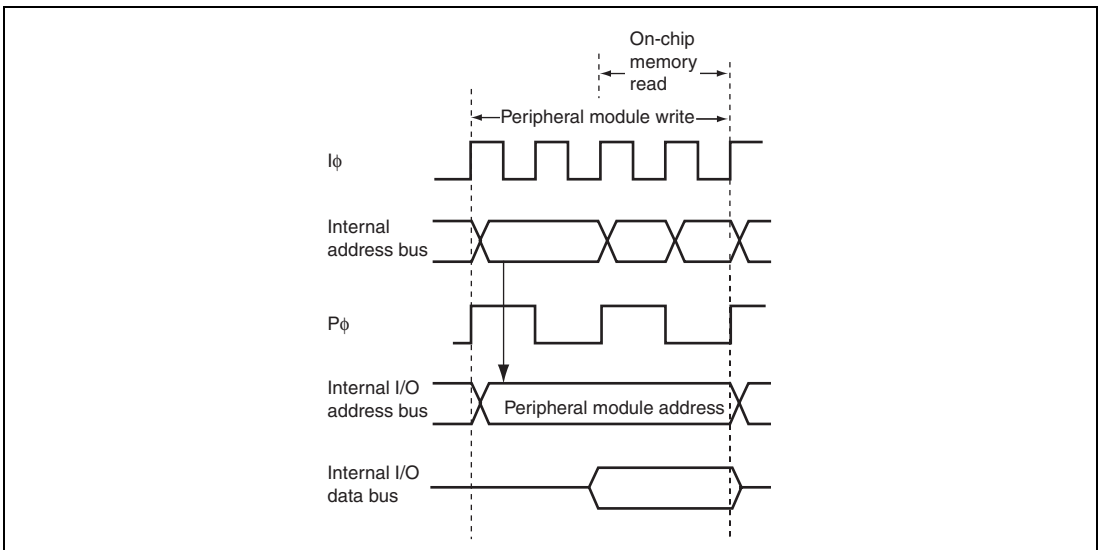 On-chip
memory
read
Peripheral module write
Iϕ
Internal
address bus
Pϕ
Internal I/O
address bus
Peripheral module address
Internal I/O
data bus